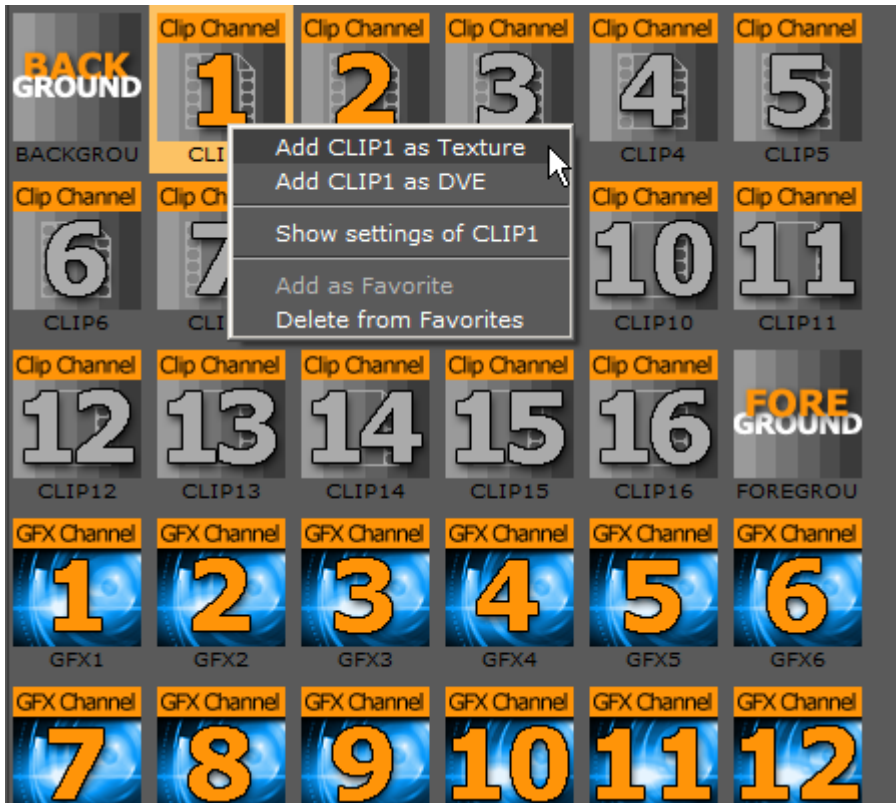 Clip Channel Clip Channel Clip Channel Clip Channel Clip Channel
BACK
GROUND
1 2 3 4 5
BACKGROU CLI CLIP4 CLIP5
Add CLIP1 as Texture
Add CLIP1 as DVE
Show settings of CLIP1
Add as Favorite
Delete from Favorites
Clip Channel Clip Ch Clip Channel Clip Channel
6 7 10 11
CLIP6 CLI CLIP10 CLIP11
Clip Channel Clip Channel Clip Channel Clip Channel Clip Channel
12 13 14 15 16
FORE
GROUND
CLIP12 CLIP13 CLIP14 CLIP15 CLIP16 FOREGROU
GFX Channel GFX Channel GFX Channel GFX Channel GFX Channel GFX Channel
1 2 3 4 5 6
GFX1 GFX2 GFX3 GFX4 GFX5 GFX6
GFX Channel GFX Channel GFX Channel GFX Channel GFX Channel GFX Channel
7 8 9 10 11 12